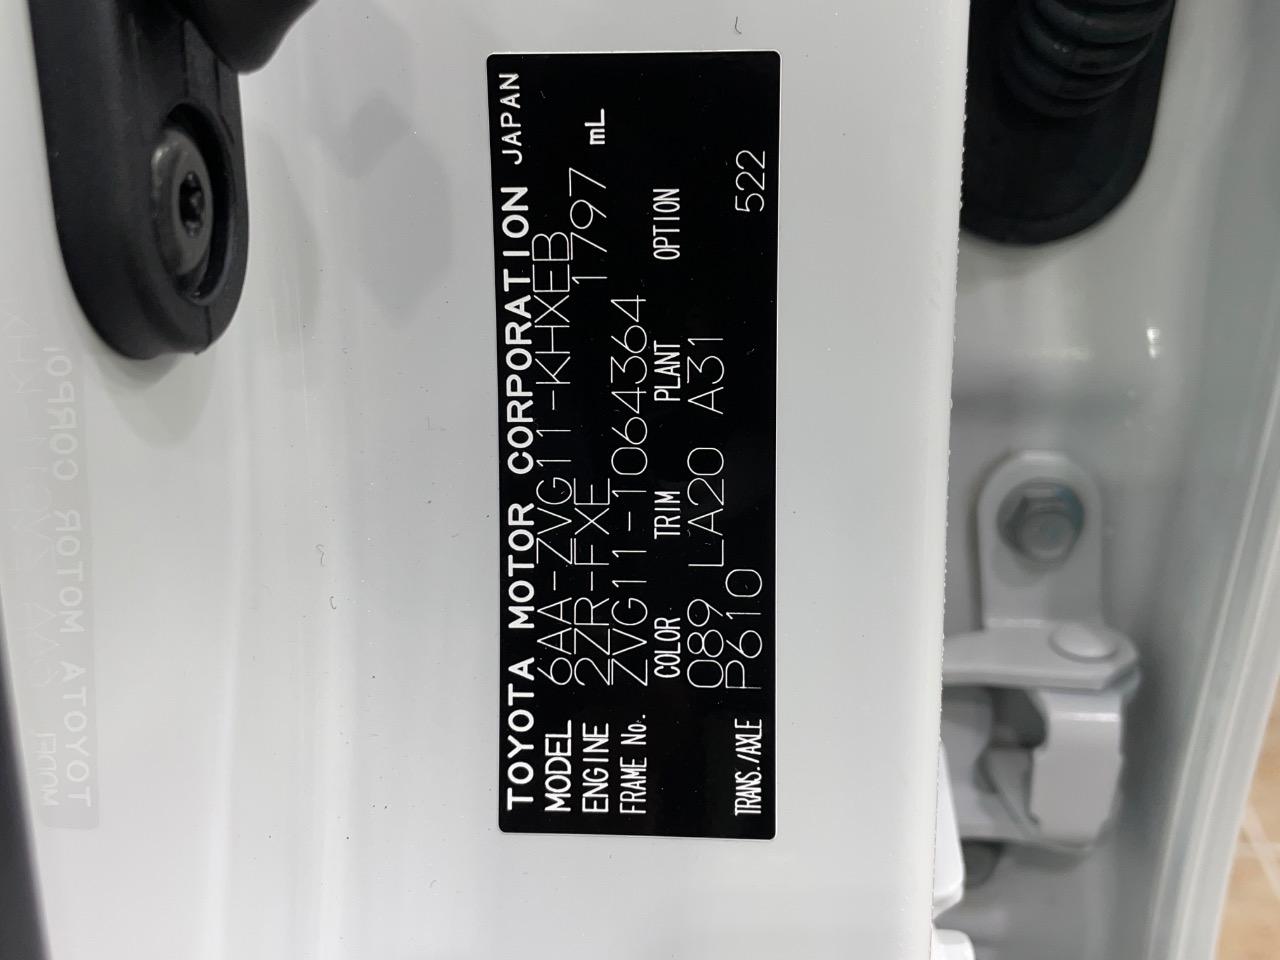 TOYOTA MOTOR CORPORATION JAPAN
MODEL 6AA-ZVG11-KHXEB
ENGINE 2ZR-FXE 1797 mL
FRAME No. ZVG11-1064364
COLOR TRIM PLANT OPTION
089 LA20 A31
TRANS./AXLE P610 522